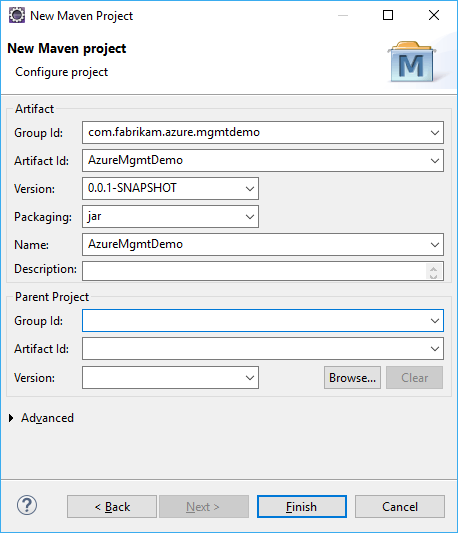 New Maven Project
New Maven project
Configure project
M
Artifact
Group Id: com.fabrikam.azure.mgmtdemo
Artifact Id: AzureMgmtDemo
Version: 0.0.1-SNAPSHOT
Packaging: jar
Name: AzureMgmtDemo
Description:
Parent Project
Group Id:
Artifact Id:
Version: Browse... Clear
Advanced
? < Back Next > Finish Cancel